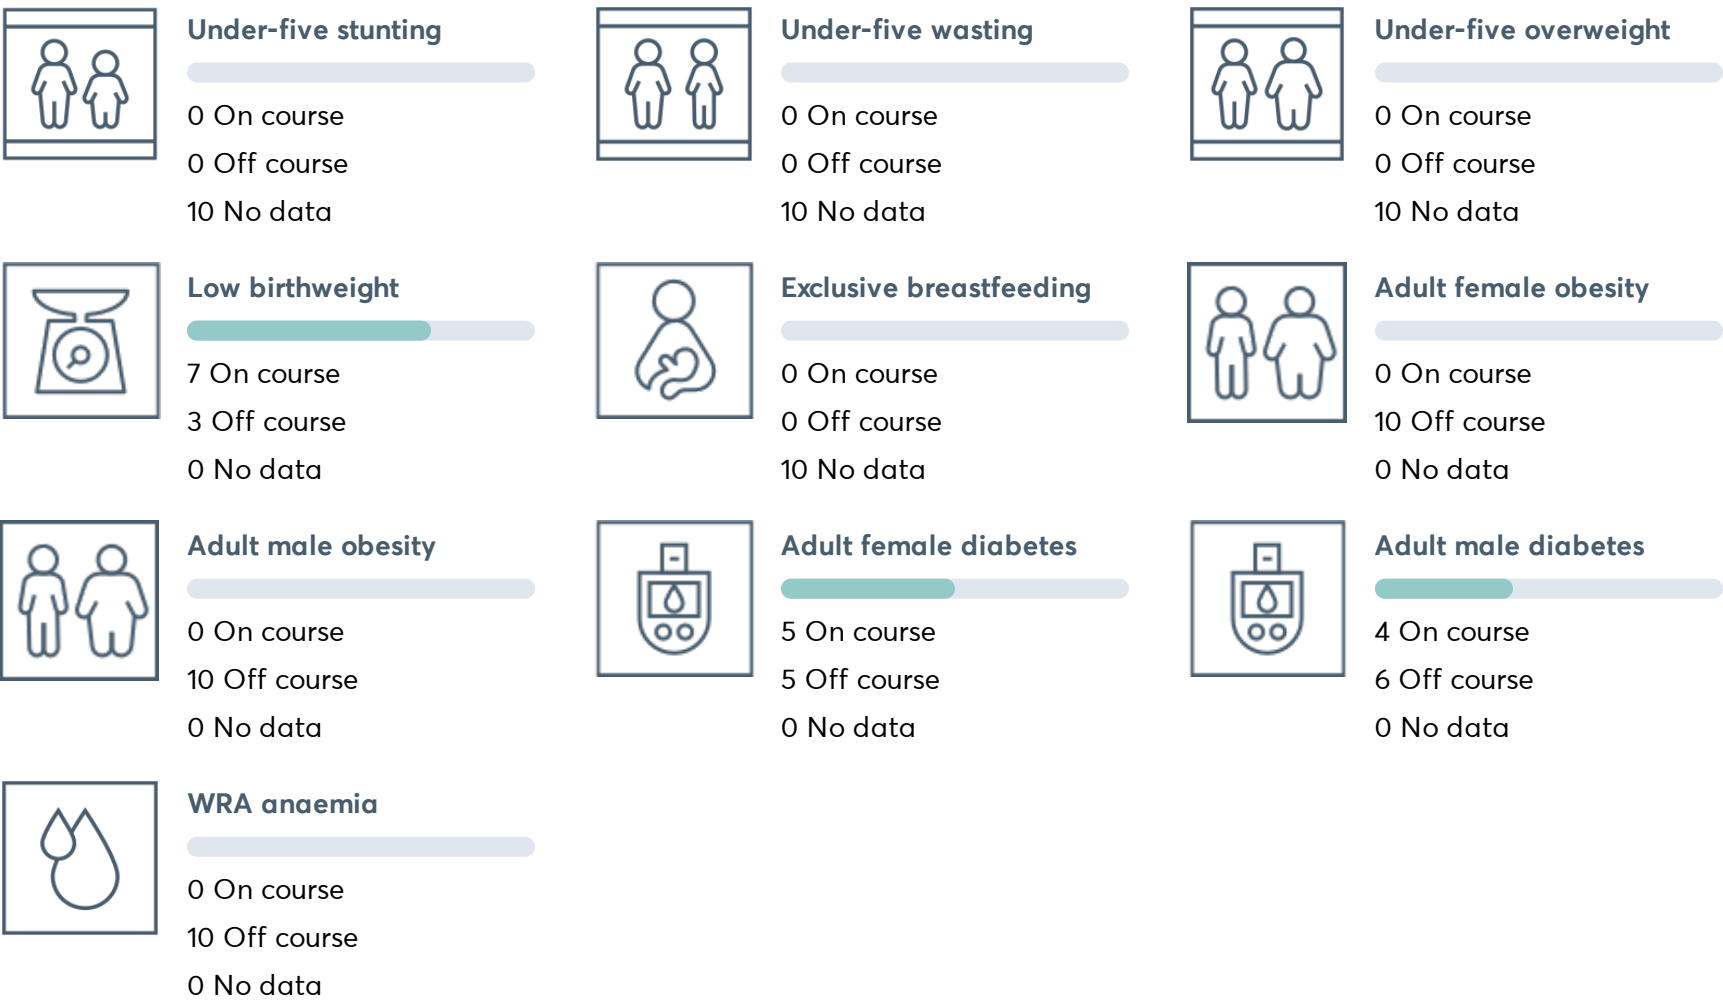 Under-five stunting
0 On course
0 Off course
10 No data
Under-five wasting
0 On course
0 Off course
10 No data
Under-five overweight
0 On course
0 Off course
10 No data
Low birthweight
7 On course
3 Off course
0 No data
Exclusive breastfeeding
0 On course
0 Off course
10 No data
Adult female obesity
0 On course
10 Off course
0 No data
Adult male obesity
0 On course
10 Off course
0 No data
Adult female diabetes
5 On course
5 Off course
0 No data
Adult male diabetes
4 On course
6 Off course
0 No data
WRA anaemia
0 On course
10 Off course
0 No data